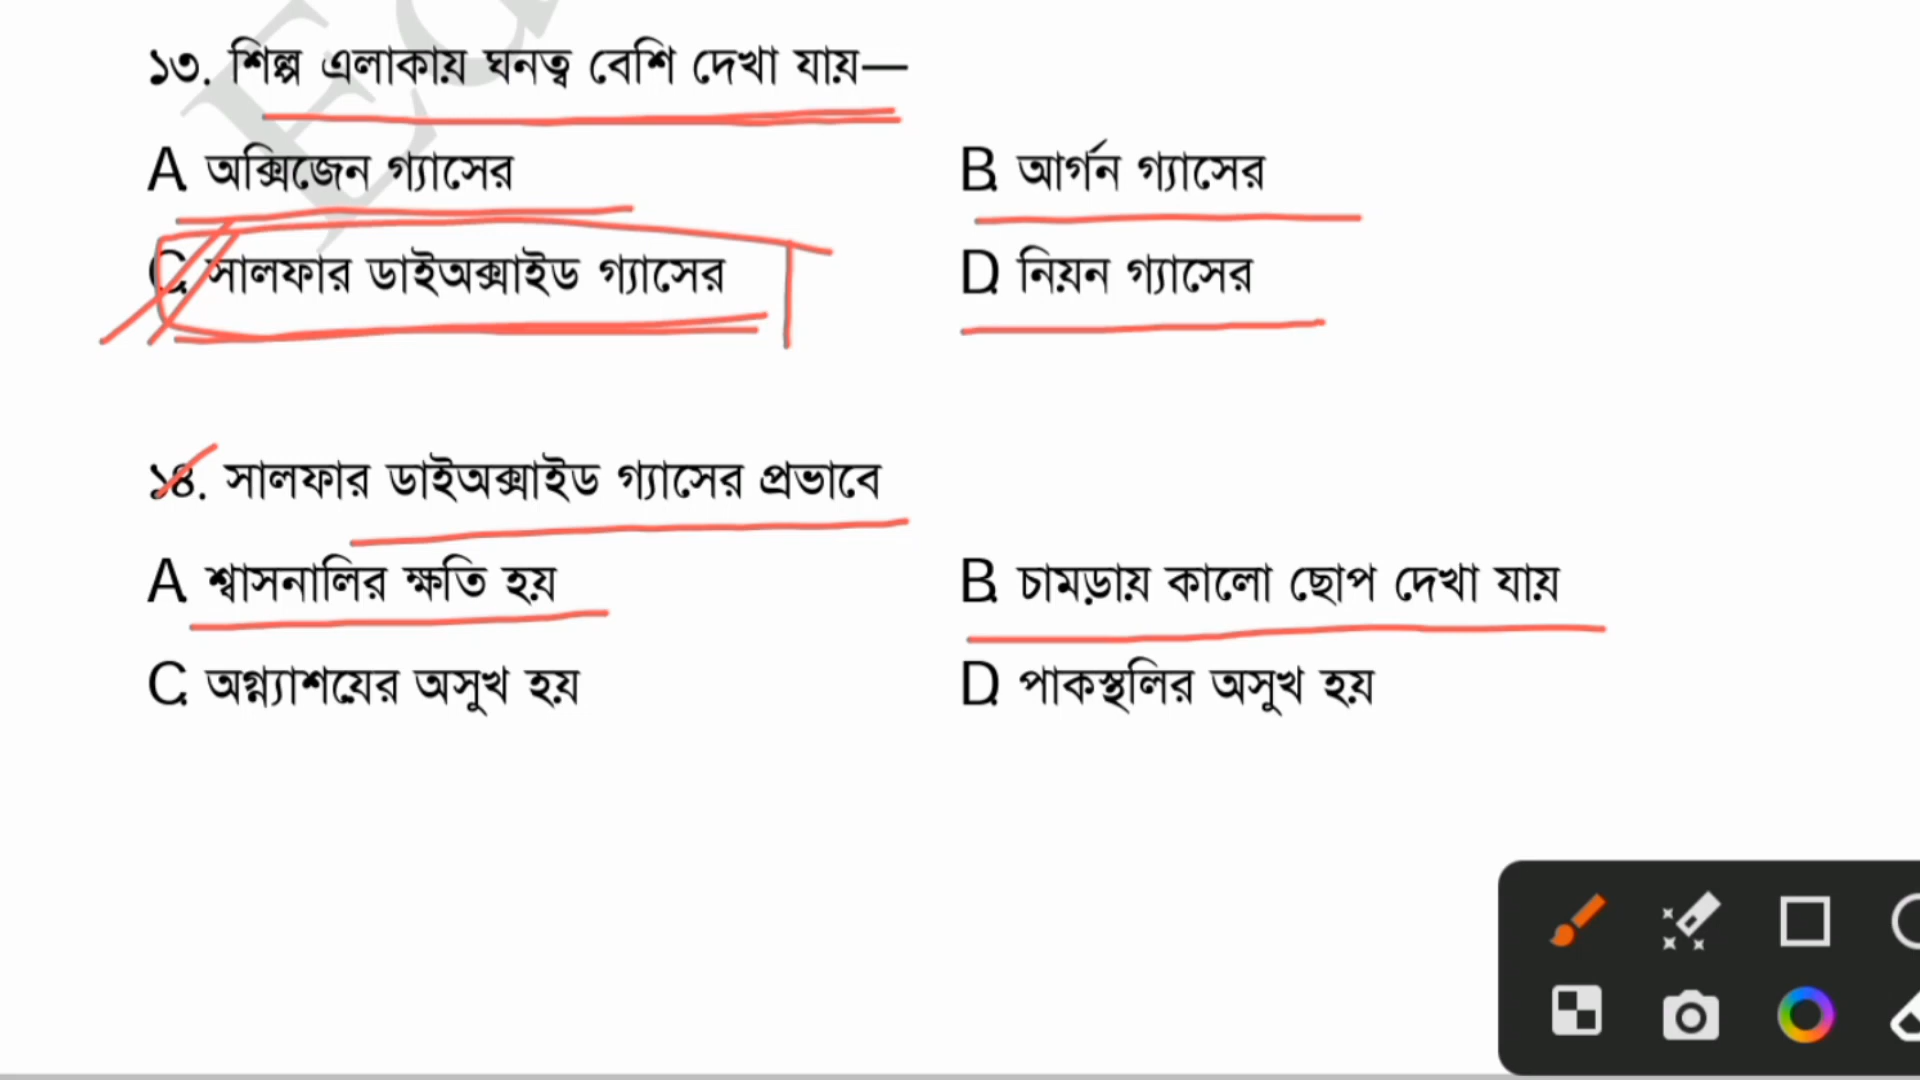 ১৩. শিল্প এলাকায় ঘনত্ব বেশি দেখা যায়—
A. অক্সিজেন গ্যাসের
B. আর্গন গ্যাসের
C. সালফার ডাইঅক্সাইড গ্যাসের
D. নিয়ন গ্যাসের
১৪. সালফার ডাইঅক্সাইড গ্যাসের প্রভাবে
A. শ্বাসনালির ক্ষতি হয়
B. চামড়ায় কালো ছোপ দেখা যায়
C. অগ্ন্যাশয়ের অসুখ হয়
D. পাকস্থলির অসুখ হয়